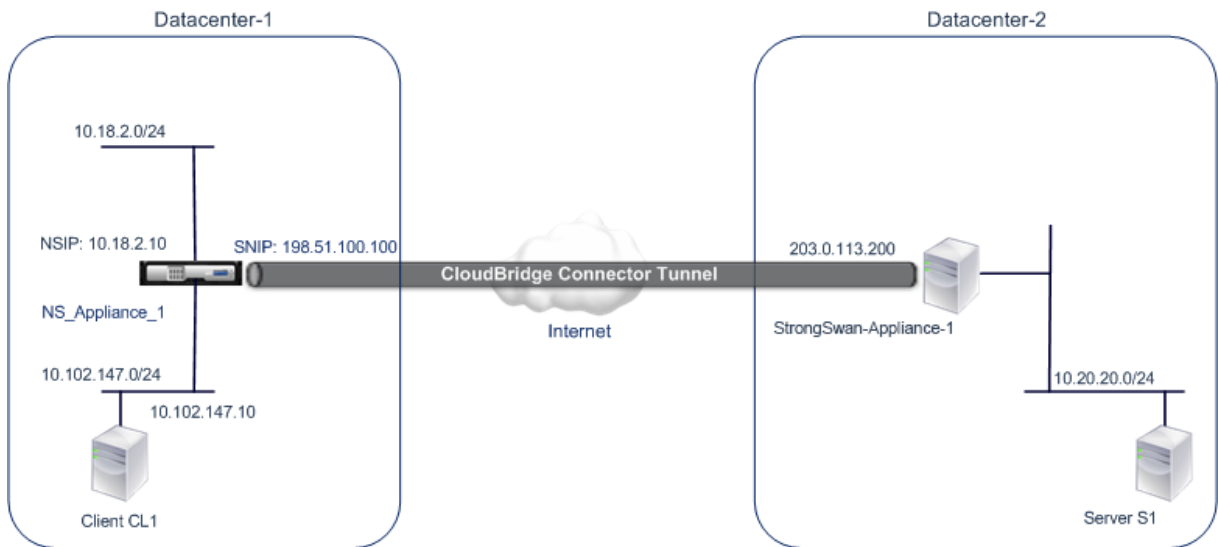 Datacenter-1
Datacenter-2
10.18.2.0/24
NSIP: 10.18.2.10
SNIP: 198.51.100.100
203.0.113.200
CloudBridge Connector Tunnel
NS_Appliance_1
Internet
StrongSwan-Appliance-1
10.102.147.0/24
10.20.20.0/24
10.102.147.10
Client CL1
Server S1